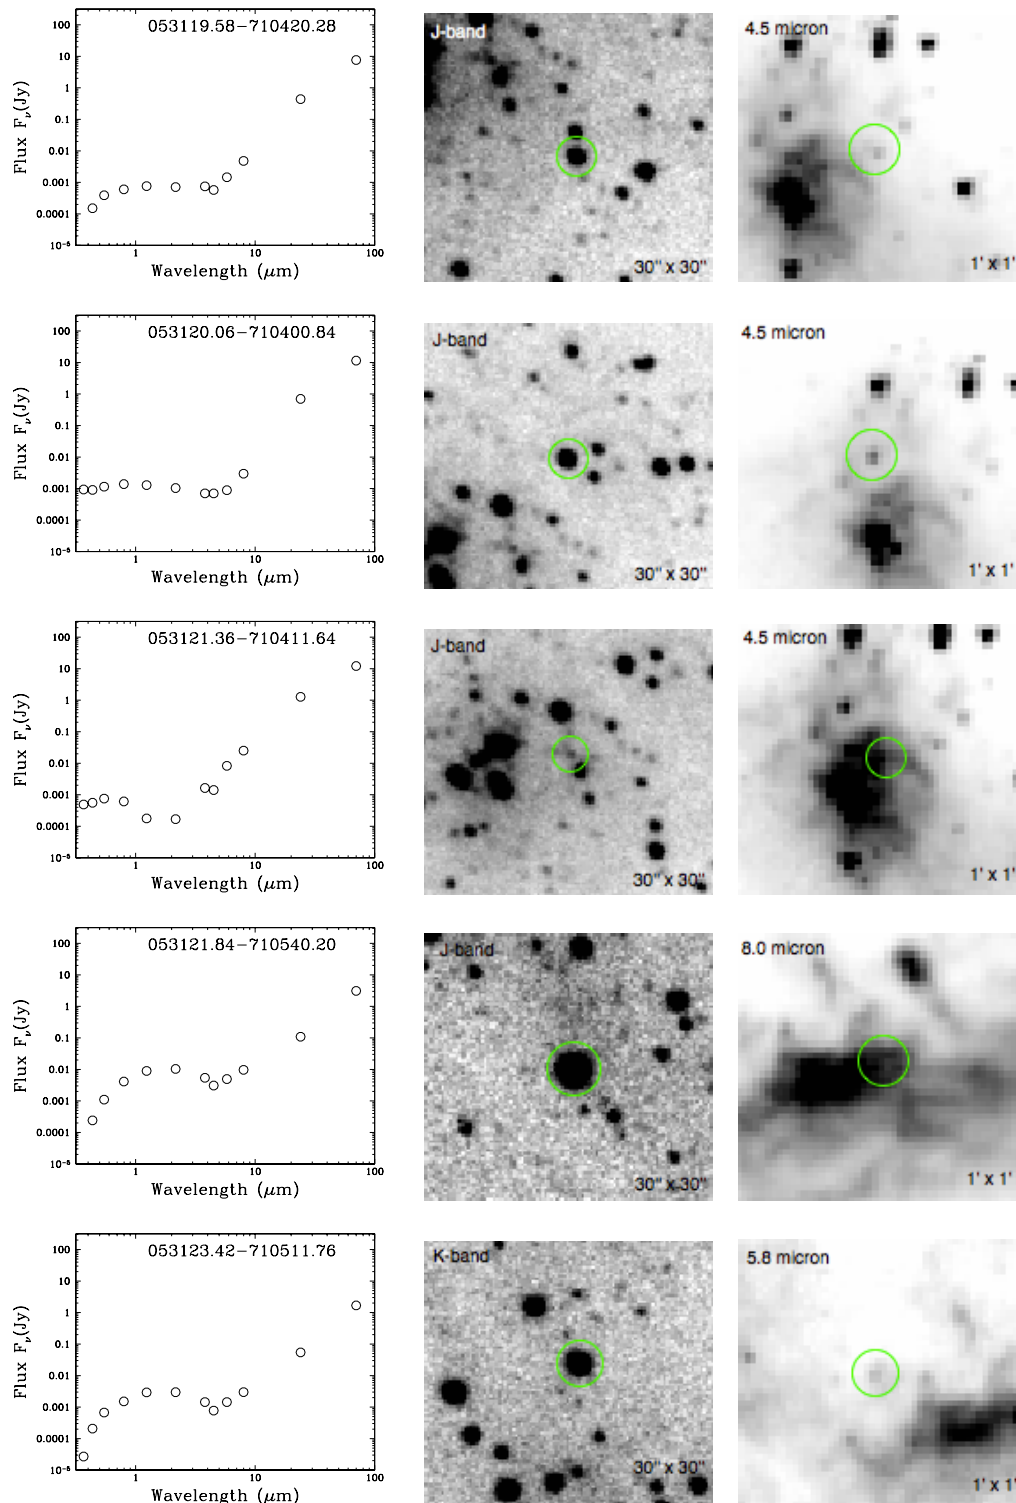 053119.58−710420.28
100
10
1
0.1
0.01
0.001
0.0001
10⁻⁵
Flux Fν(Jy)
1 10 100
Wavelength (μm)
J-band
30" x 30"
4.5 micron
1' x 1'
053120.06−710400.84
100
10
1
0.1
0.01
0.001
0.0001
10⁻⁵
Flux Fν(Jy)
1 10 100
Wavelength (μm)
J-band
30" x 30"
4.5 micron
1' x 1'
053121.36−710411.64
100
10
1
0.1
0.01
0.001
0.0001
10⁻⁵
Flux Fν(Jy)
1 10 100
Wavelength (μm)
J-band
30" x 30"
4.5 micron
1' x 1'
053121.84−710540.20
100
10
1
0.1
0.01
0.001
0.0001
10⁻⁵
Flux Fν(Jy)
1 10 100
Wavelength (μm)
J-band
30" x 30"
8.0 micron
1' x 1'
053123.42−710511.76
100
10
1
0.1
0.01
0.001
0.0001
10⁻⁵
Flux Fν(Jy)
1 10 100
Wavelength (μm)
K-band
30" x 30"
5.8 micron
1' x 1'